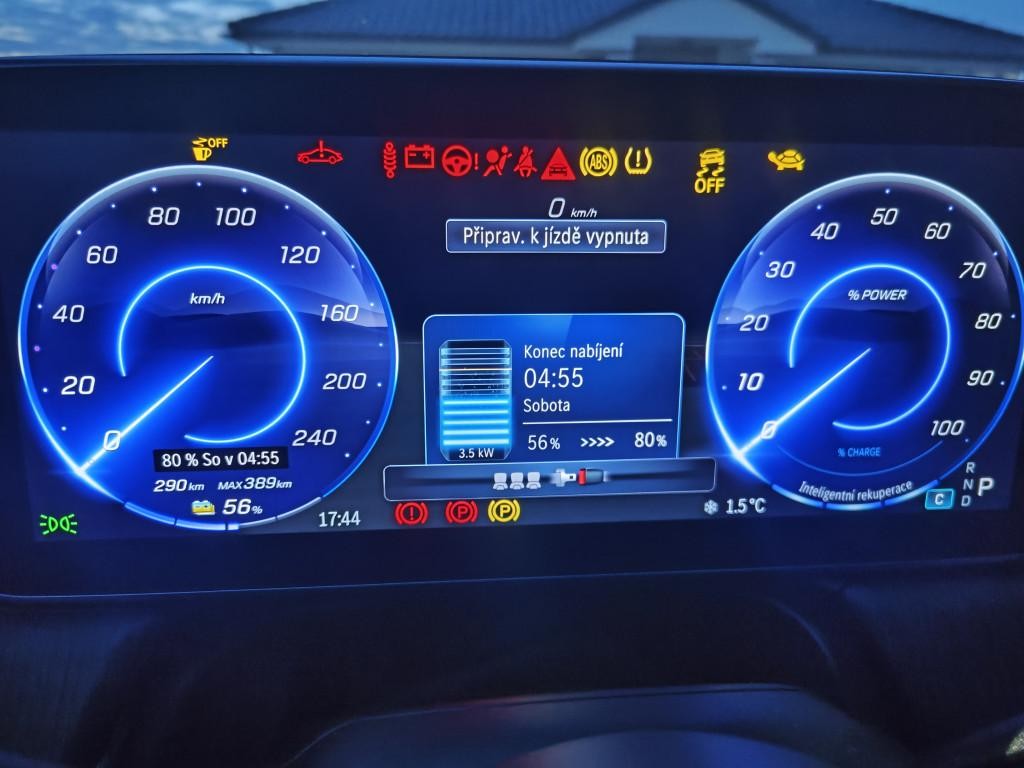 OFF
ABS
OFF
0 km/h
Připrav. k jízdě vypnuta
km/h
0
20
40
60
80
100
120
160
200
240
80 % So v 04:55
290 km MAX 389 km
56 %
17:44
Konec nabíjení
04:55
Sobota
56 % >>>> 80 %
3.5 kW
P
P
1.5°C
% POWER
0
10
20
30
40
50
60
70
80
90
100
% CHARGE
Inteligentní rekuperace
C
R
N
D
P